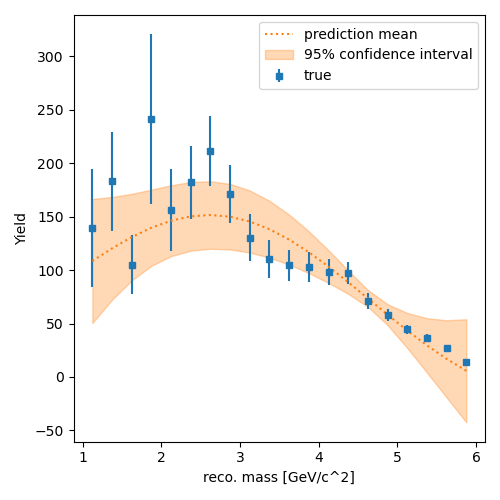 prediction mean
95% confidence interval
true
300
250
200
150
100
50
0
−50
Yield
1 2 3 4 5 6
reco. mass [GeV/c^2]